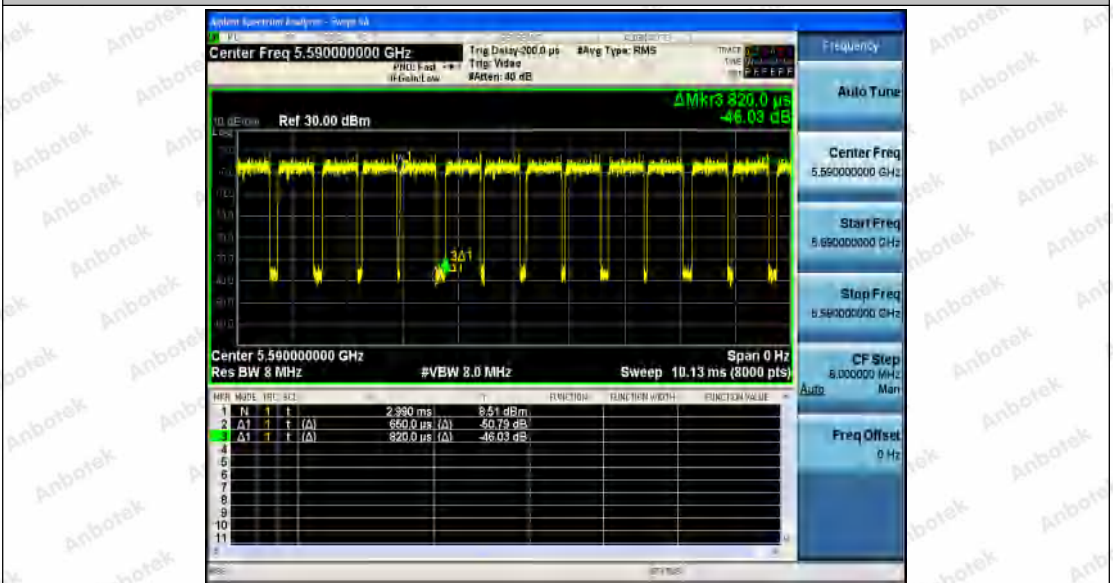 Agilent Spectrum Analyzer - Swept SA
Center Freq 5.590000000 GHz
PNO: Fast
IFGain:Low
Trig Delay-200.0 µs
Trig: Video
#Atten: 40 dB
#Avg Type: RMS
TRACE
TYPE
DET P F F F F F
ΔMkr3 820.0 µs
-46.03 dB
10 dB/div
Log
Ref 30.00 dBm
3Δ1
Center 5.590000000 GHz
Span 0 Hz
Res BW 8 MHz
#VBW 8.0 MHz
Sweep 10.13 ms (8000 pts)
MKR MODE TRC SCL X Y FUNCTION FUNCTION WIDTH FUNCTION VALUE
1 N 1 t 2.990 ms 8.51 dBm
2 Δ1 1 t (Δ) 650.0 µs (Δ) -50.79 dB
3 Δ1 1 t (Δ) 820.0 µs (Δ) -46.03 dB
4
5
6
7
8
9
10
11
MSG
STATUS
Frequency
Auto Tune
Center Freq
5.590000000 GHz
Start Freq
5.590000000 GHz
Stop Freq
5.590000000 GHz
CF Step
8.000000 MHz
Auto Man
Freq Offset
0 Hz
Anbotek